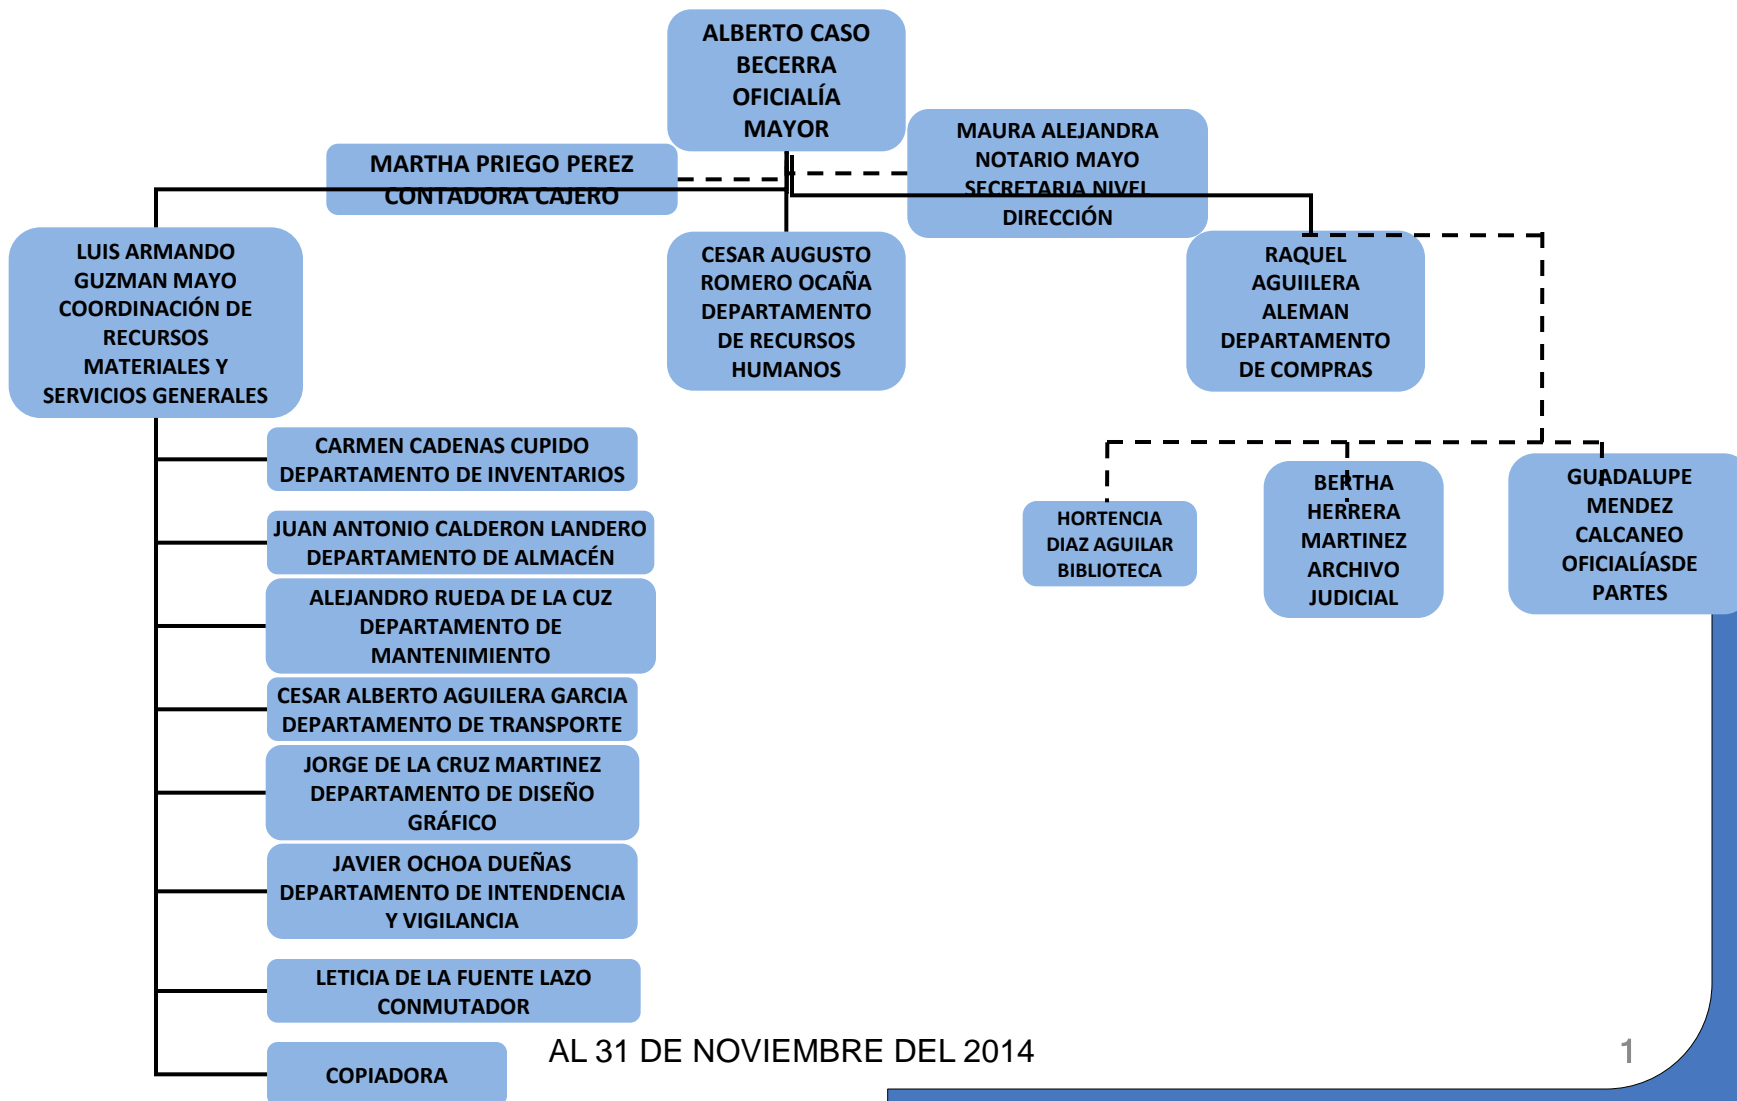 ALBERTO CASO
BECERRA
OFICIALÍA
MAYOR
MARTHA PRIEGO PEREZ
CONTADORA CAJERO
MAURA ALEJANDRA
NOTARIO MAYO
SECRETARIA NIVEL
DIRECCIÓN
LUIS ARMANDO
GUZMAN MAYO
COORDINACIÓN DE
RECURSOS
MATERIALES Y
SERVICIOS GENERALES
CESAR AUGUSTO
ROMERO OCAÑA
DEPARTAMENTO
DE RECURSOS
HUMANOS
RAQUEL
AGUIILERA
ALEMAN
DEPARTAMENTO
DE COMPRAS
CARMEN CADENAS CUPIDO
DEPARTAMENTO DE INVENTARIOS
JUAN ANTONIO CALDERON LANDERO
DEPARTAMENTO DE ALMACÉN
ALEJANDRO RUEDA DE LA CUZ
DEPARTAMENTO DE
MANTENIMIENTO
CESAR ALBERTO AGUILERA GARCIA
DEPARTAMENTO DE TRANSPORTE
JORGE DE LA CRUZ MARTINEZ
DEPARTAMENTO DE DISEÑO
GRÁFICO
JAVIER OCHOA DUEÑAS
DEPARTAMENTO DE INTENDENCIA
Y VIGILANCIA
LETICIA DE LA FUENTE LAZO
CONMUTADOR
COPIADORA
HORTENCIA
DIAZ AGUILAR
BIBLIOTECA
BERTHA
HERRERA
MARTINEZ
ARCHIVO
JUDICIAL
GUADALUPE
MENDEZ
CALCANEO
OFICIALÍASDE
PARTES
AL 31 DE NOVIEMBRE DEL 2014
1